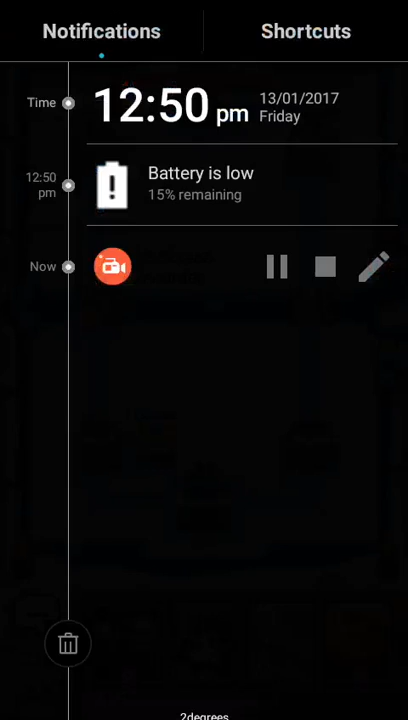 Notifications
Shortcuts
Time
12:50 pm
13/01/2017
Friday
12:50
pm
Battery is low
15% remaining
Now
2degrees